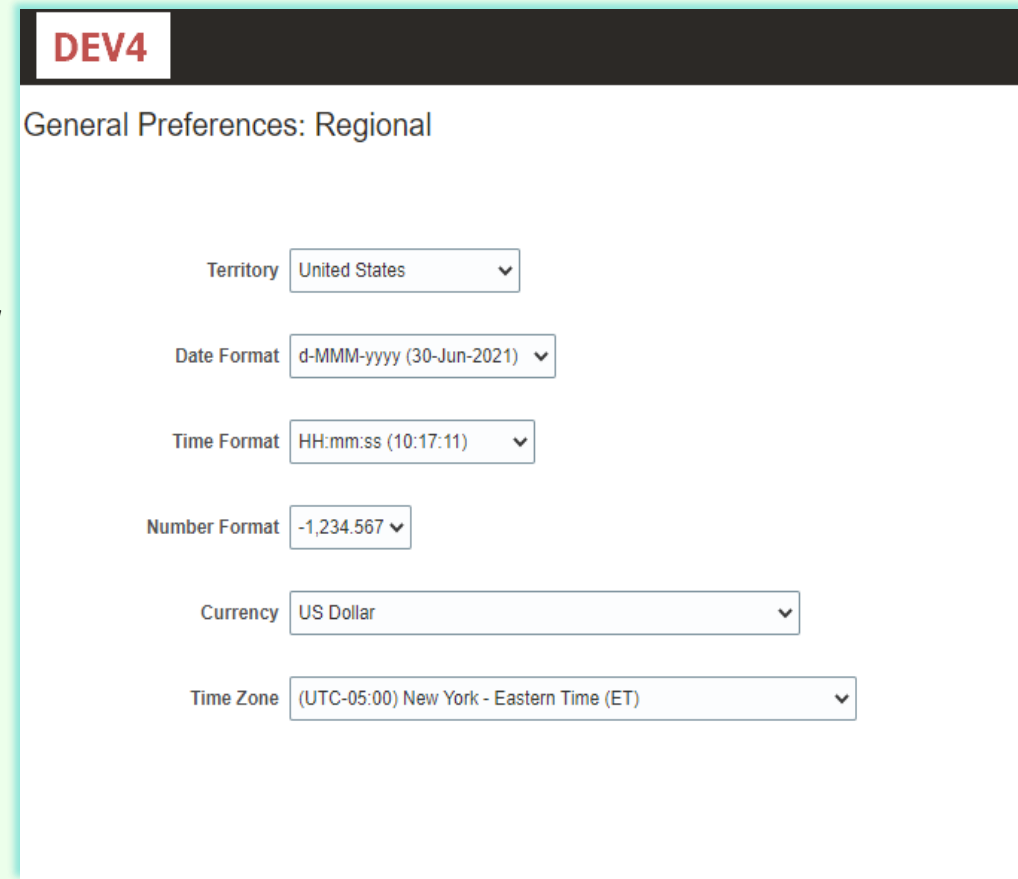 DEV4
General Preferences: Regional
Territory United States
Date Format d-MMM-yyyy (30-Jun-2021)
Time Format HH:mm:ss (10:17:11)
Number Format -1,234.567
Currency US Dollar
Time Zone (UTC-05:00) New York - Eastern Time (ET)